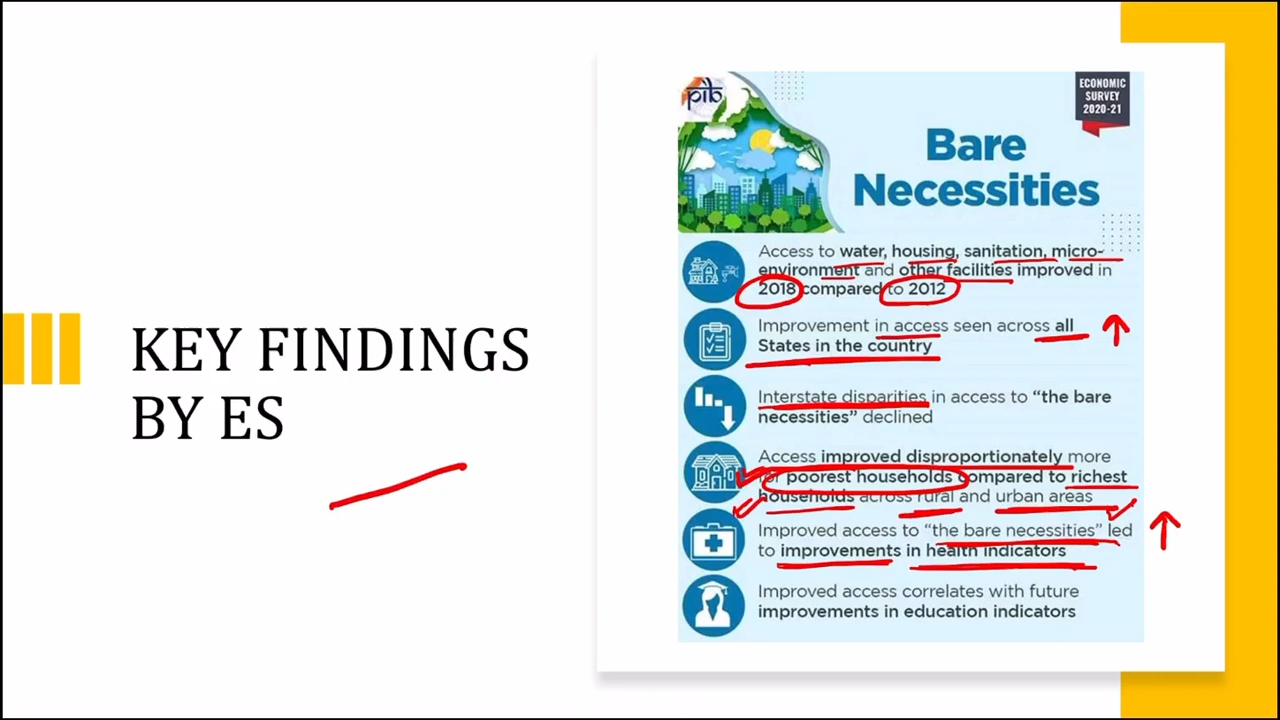 KEY FINDINGS
BY ES
pib
ECONOMIC
SURVEY
2020-21
Bare
Necessities
Access to water, housing, sanitation, micro-
environment and other facilities improved in
2018 compared to 2012
Improvement in access seen across all
States in the country
Interstate disparities in access to “the bare
necessities” declined
Access improved disproportionately more
for poorest households compared to richest
households across rural and urban areas
Improved access to “the bare necessities” led
to improvements in health indicators
Improved access correlates with future
improvements in education indicators